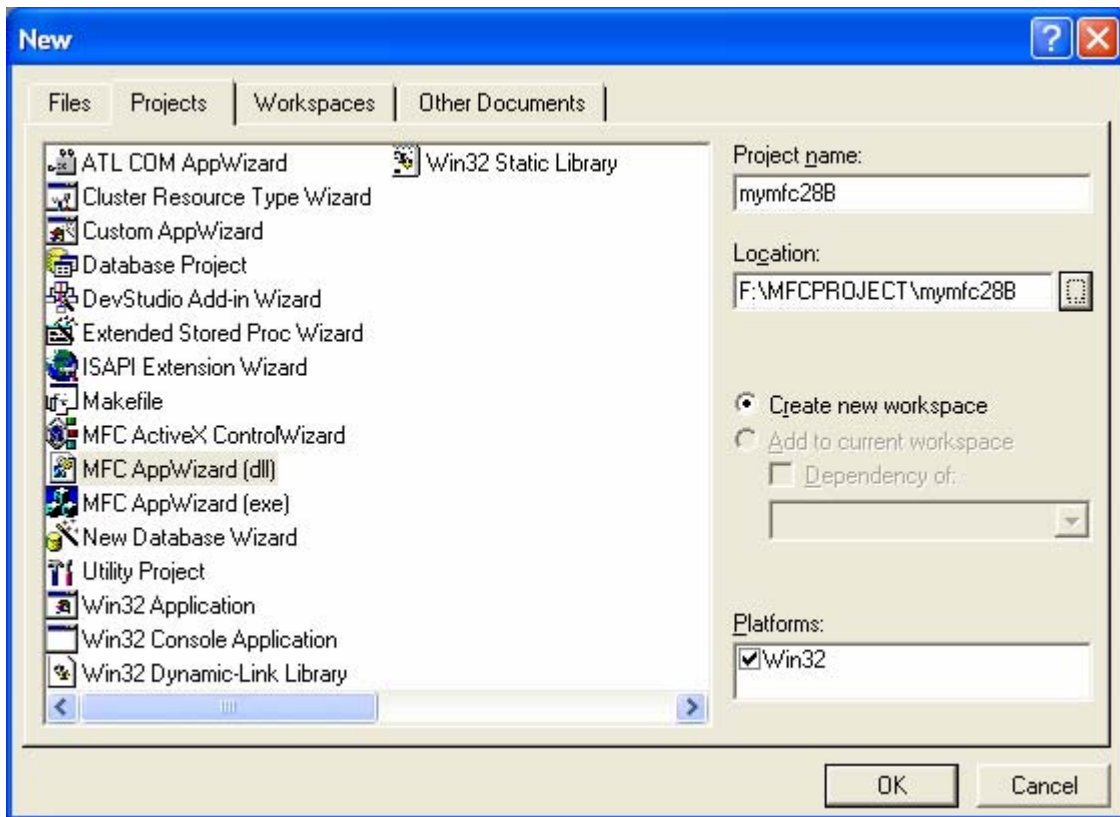 New
Files Projects Workspaces Other Documents
ATL COM AppWizard
Cluster Resource Type Wizard
Custom AppWizard
Database Project
DevStudio Add-in Wizard
Extended Stored Proc Wizard
ISAPI Extension Wizard
Makefile
MFC ActiveX ControlWizard
MFC AppWizard (dll)
MFC AppWizard (exe)
New Database Wizard
Utility Project
Win32 Application
Win32 Console Application
Win32 Dynamic-Link Library
Win32 Static Library
Project name:
mymfc28B
Location:
F:\MFCPROJECT\mymfc28B
Create new workspace
Add to current workspace
Dependency of:
Platforms:
Win32
OK Cancel